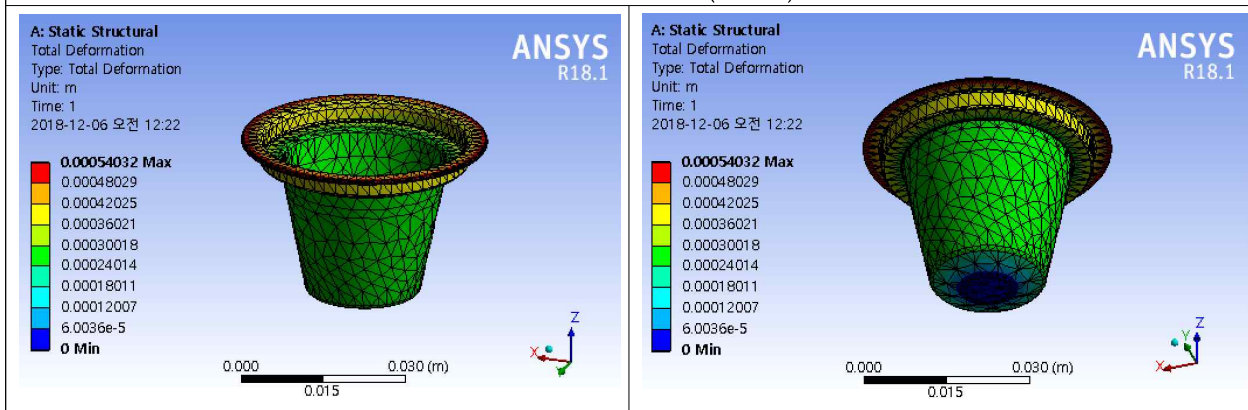 A: Static Structural
Total Deformation
Type: Total Deformation
Unit: m
Time: 1
2018-12-06 오전 12:22
ANSYS
R18.1
0.00054032 Max
0.00048029
0.00042025
0.00036021
0.00030018
0.00024014
0.00018011
0.00012007
6.0036e-5
0 Min
0.000
0.030 (m)
0.015
Z
X
Y
A: Static Structural
Total Deformation
Type: Total Deformation
Unit: m
Time: 1
2018-12-06 오전 12:22
ANSYS
R18.1
0.00054032 Max
0.00048029
0.00042025
0.00036021
0.00030018
0.00024014
0.00018011
0.00012007
6.0036e-5
0 Min
0.000
0.030 (m)
0.015
Y
Z
X